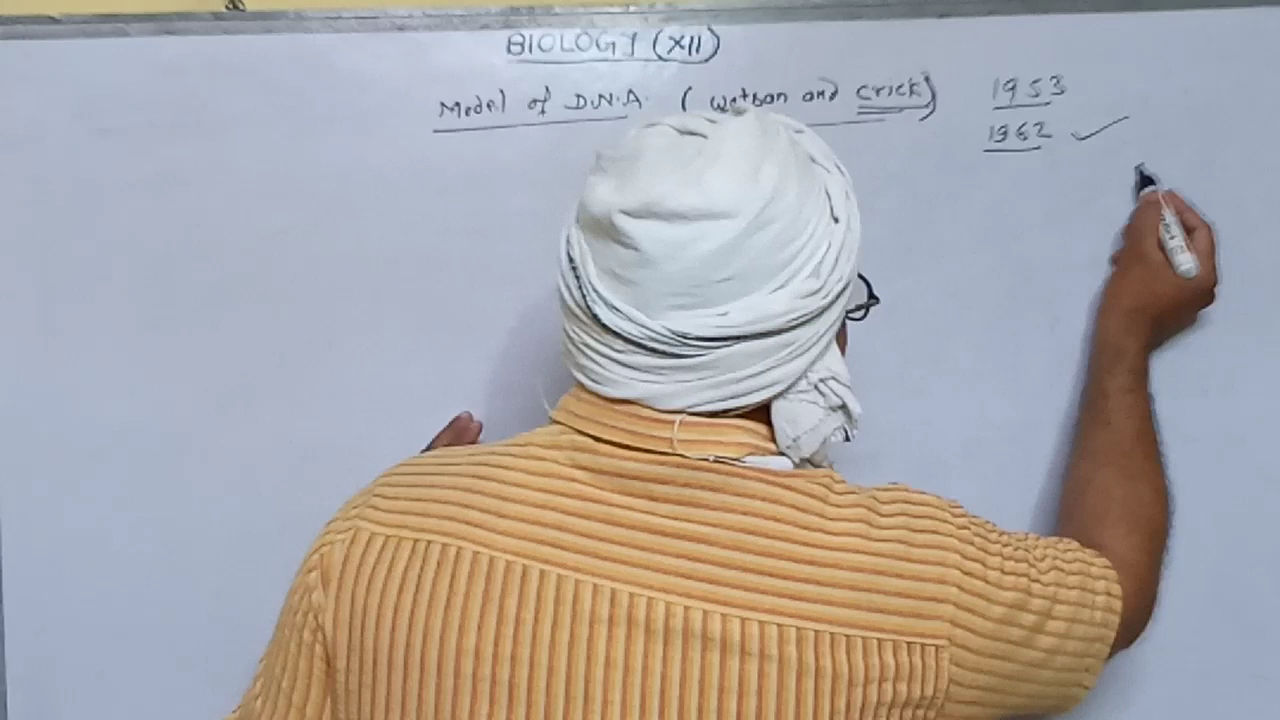 BIOLOGY (XII)
Model of D.N.A. ( Watson and Crick) 1953
1962